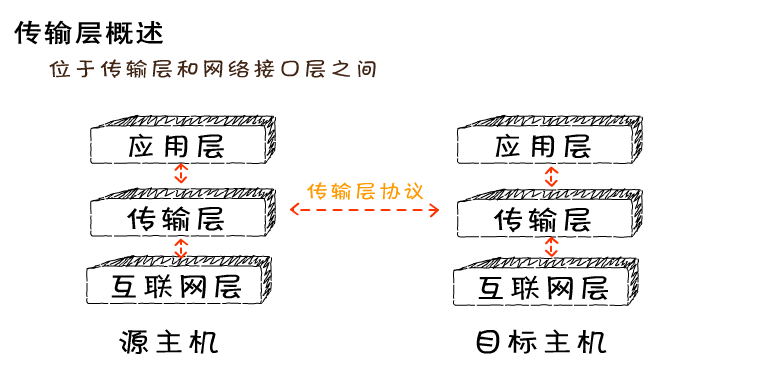 传输层概述
位于传输层和网络接口层之间
应用层 应用层
传输层协议
传输层 传输层
互联网层 互联网层
源主机 目标主机